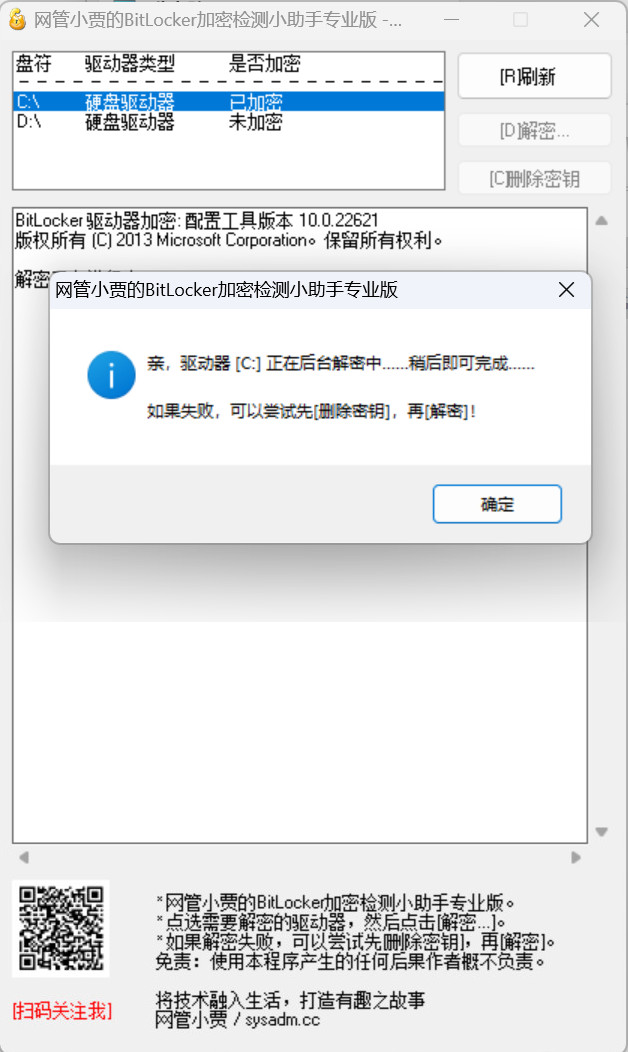 网管小贾的BitLocker加密检测小助手专业版 -...
盘符 驱动器类型 是否加密
C:\ 硬盘驱动器 已加密
D:\ 硬盘驱动器 未加密
[R]刷新
[D]解密...
[C]删除密钥
BitLocker 驱动器加密: 配置工具版本 10.0.22621
版权所有 (C) 2013 Microsoft Corporation。保留所有权利。
解密
网管小贾的BitLocker加密检测小助手专业版
亲，驱动器 [C:] 正在后台解密中......稍后即可完成......
如果失败，可以尝试先[删除密钥]，再[解密]！
确定
*网管小贾的BitLocker加密检测小助手专业版。
*点选需要解密的驱动器，然后点击[解密...]。
*如果解密失败，可以尝试先[删除密钥]，再[解密]。
免责：使用本程序产生的任何后果作者概不负责。
[扫码关注我]
将技术融入生活，打造有趣之故事
网管小贾 / sysadm.cc